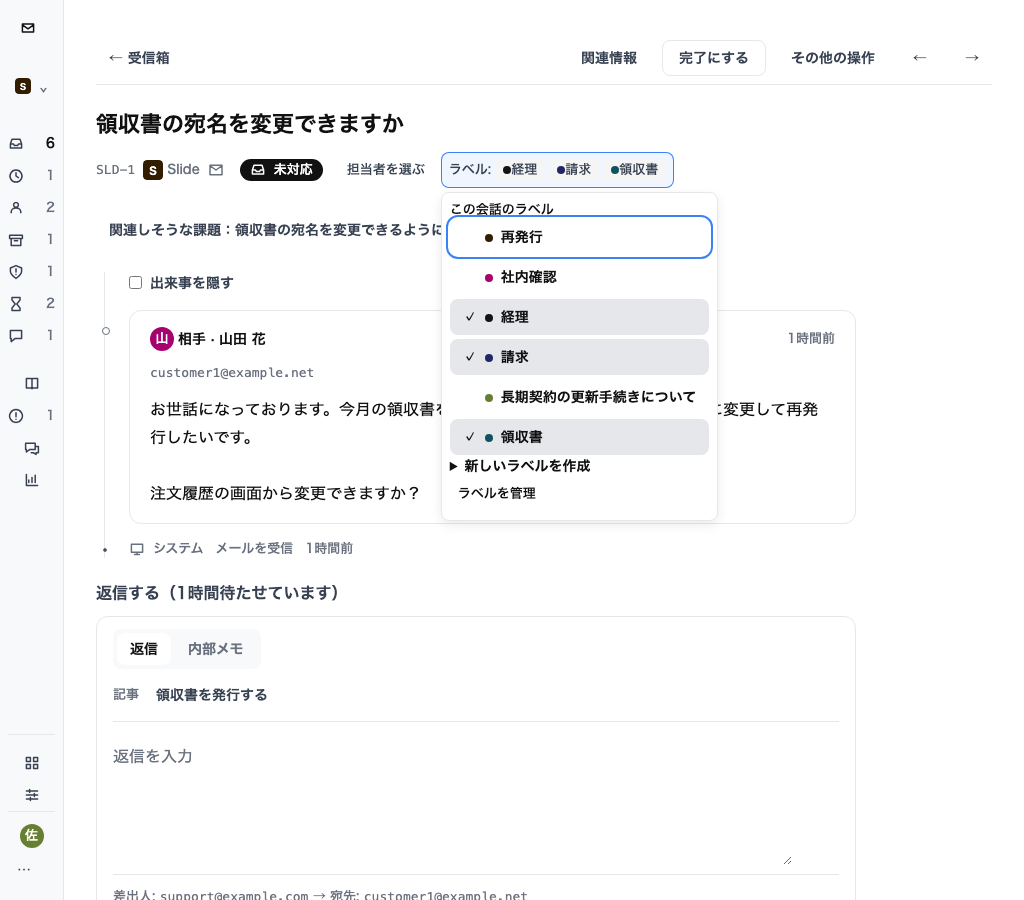 ← 受信箱
関連情報
完了にする
その他の操作
←
→
S
領収書の宛名を変更できますか
6
SLD-1 S Slide 未対応 担当者を選ぶ ラベル: 経理 請求 領収書
1
2
1
1
2
1
1
この会話のラベル
再発行
社内確認
✓ 経理
✓ 請求
長期契約の更新手続きについて
✓ 領収書
▶ 新しいラベルを作成
ラベルを管理
関連しそうな課題：領収書の宛名を変更できるように
出来事を隠す
山 相手 · 山田 花
1時間前
customer1@example.net
お世話になっております。今月の領収書を
に変更して再発
行したいです。
注文履歴の画面から変更できますか？
システム メールを受信 1時間前
返信する（1時間待たせています）
返信 内部メモ
記事 領収書を発行する
返信を入力
佐
…
差出人: support@example.com → 宛先: customer1@example.net